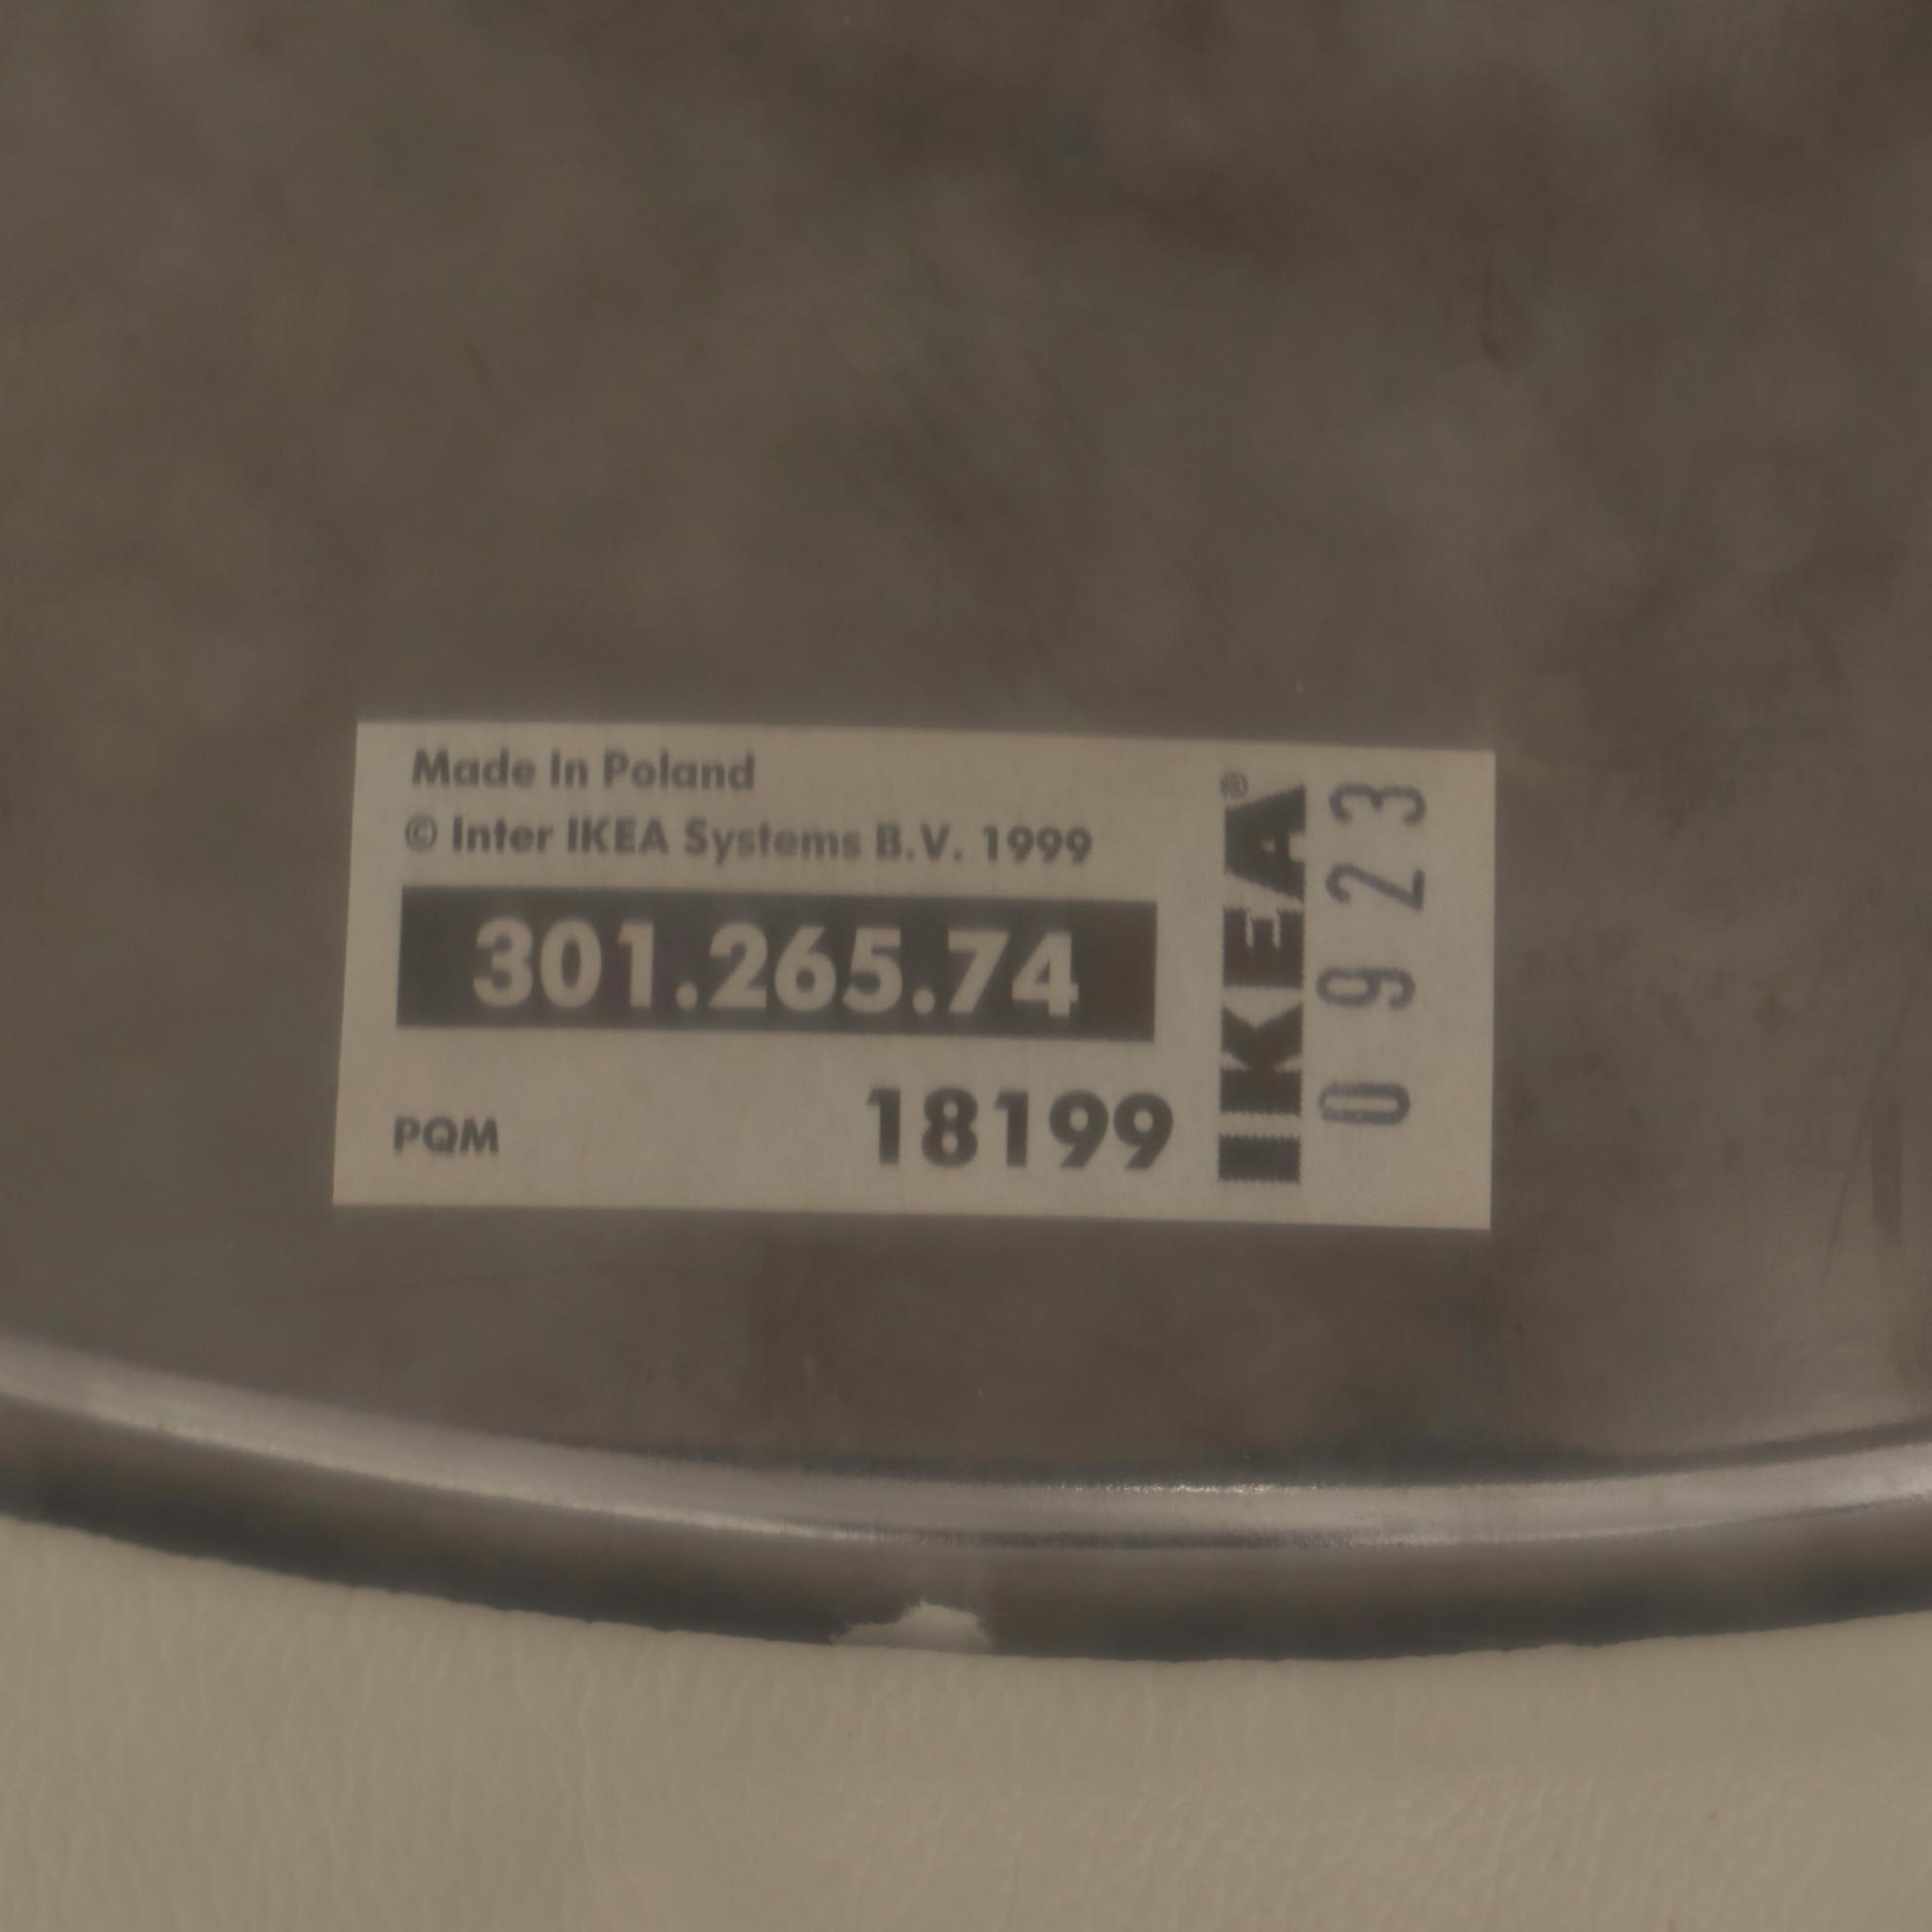 Made In Poland
© Inter IKEA Systems B.V. 1999
301.265.74
PQM 18199
IKEA®
0923